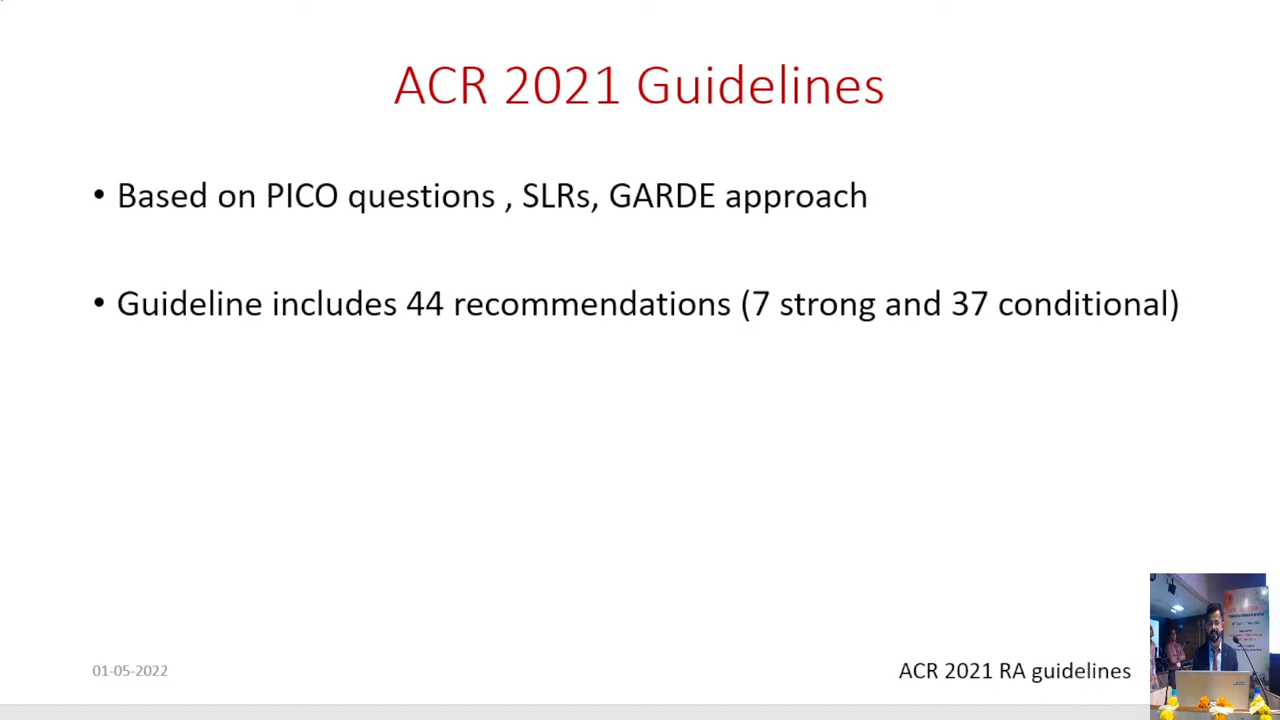 ACR 2021 Guidelines
• Based on PICO questions , SLRs, GARDE approach
• Guideline includes 44 recommendations (7 strong and 37 conditional)
01-05-2022
ACR 2021 RA guidelines